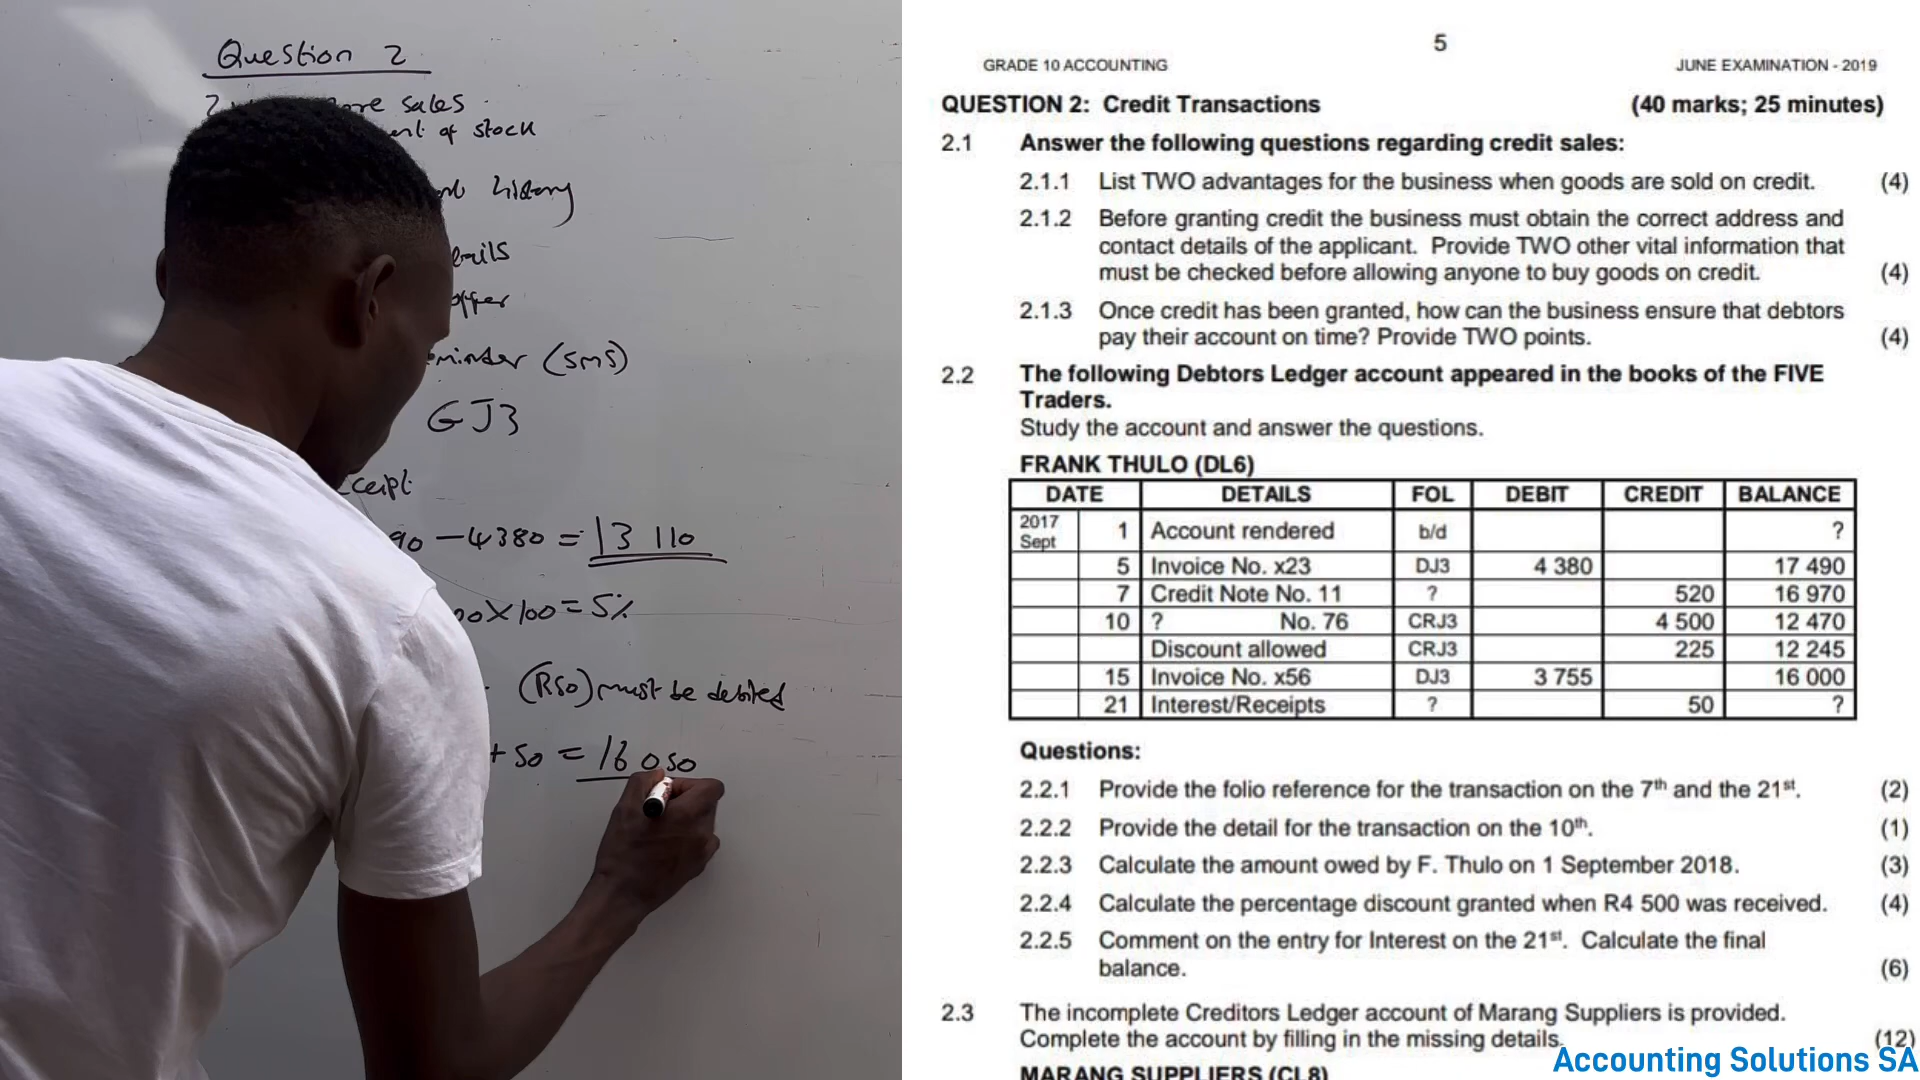 Question 2
sales
of stock
history
(SMS)
GJ3
- 4380 = 13 110
X 100 = 5%
(R50) must be debited
+ 50 = 16 050
5
GRADE 10 ACCOUNTING JUNE EXAMINATION - 2019
QUESTION 2: Credit Transactions (40 marks; 25 minutes)
2.1 Answer the following questions regarding credit sales:
2.1.1 List TWO advantages for the business when goods are sold on credit. (4)
2.1.2 Before granting credit the business must obtain the correct address and
contact details of the applicant. Provide TWO other vital information that
must be checked before allowing anyone to buy goods on credit. (4)
2.1.3 Once credit has been granted, how can the business ensure that debtors
pay their account on time? Provide TWO points. (4)
2.2 The following Debtors Ledger account appeared in the books of the FIVE
Traders.
Study the account and answer the questions.
FRANK THULO (DL6)
DATE DETAILS FOL DEBIT CREDIT BALANCE
2017
Sept 1 Account rendered b/d ?
5 Invoice No. x23 DJ3 4 380 17 490
7 Credit Note No. 11 ? 520 16 970
10 ? No. 76 CRJ3 4 500 12 470
Discount allowed CRJ3 225 12 245
15 Invoice No. x56 DJ3 3 755 16 000
21 Interest/Receipts ? 50 ?
Questions:
2.2.1 Provide the folio reference for the transaction on the 7th and the 21st. (2)
2.2.2 Provide the detail for the transaction on the 10th. (1)
2.2.3 Calculate the amount owed by F. Thulo on 1 September 2018. (3)
2.2.4 Calculate the percentage discount granted when R4 500 was received. (4)
2.2.5 Comment on the entry for Interest on the 21st. Calculate the final
balance. (6)
2.3 The incomplete Creditors Ledger account of Marang Suppliers is provided.
Complete the account by filling in the missing details. (12)
MARANG SUPPLIERS (CL8)
Accounting Solutions SA